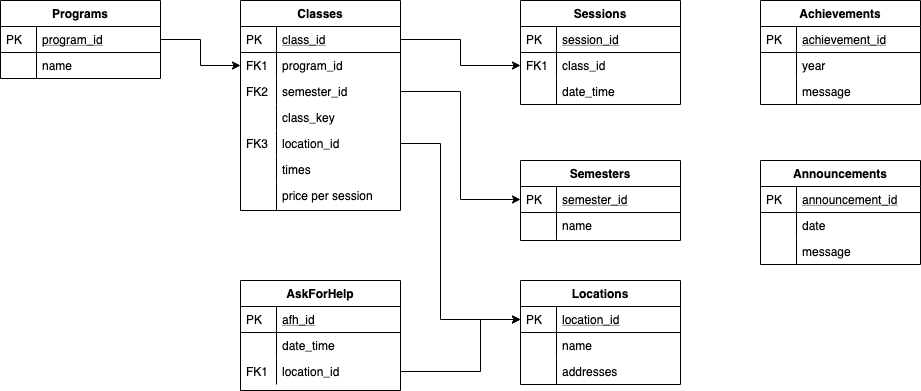 Programs
PK program_id
name
Classes
PK class_id
FK1 program_id
FK2 semester_id
class_key
FK3 location_id
times
price per session
Sessions
PK session_id
FK1 class_id
date_time
Achievements
PK achievement_id
year
message
Semesters
PK semester_id
name
Announcements
PK announcement_id
date
message
AskForHelp
PK afh_id
date_time
FK1 location_id
Locations
PK location_id
name
addresses